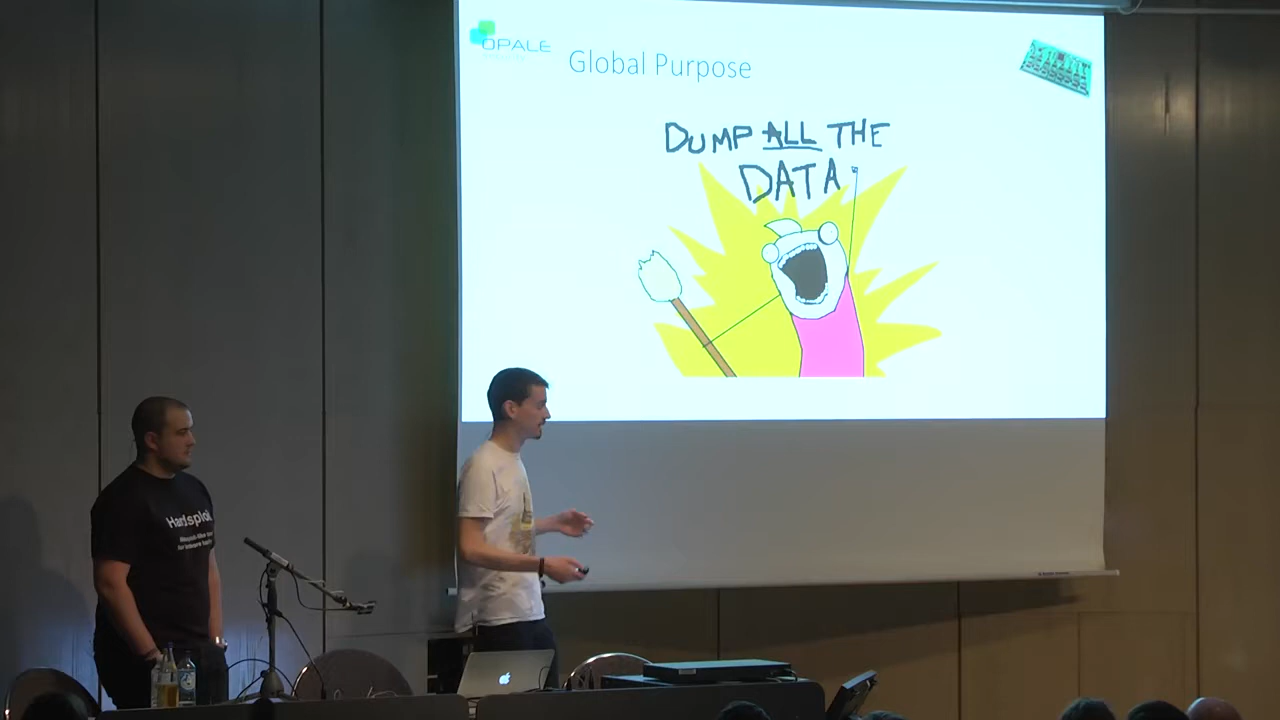 OPALE
Global Purpose
DUMP ALL THE
DATA
Hardsploit